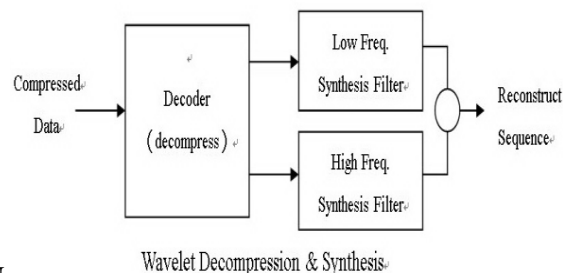 Compressed
Data
Decoder
(decompress)
Low Freq.
Synthesis Filter
High Freq.
Synthesis Filter
Reconstruct
Sequence
Wavelet Decompression & Synthesis